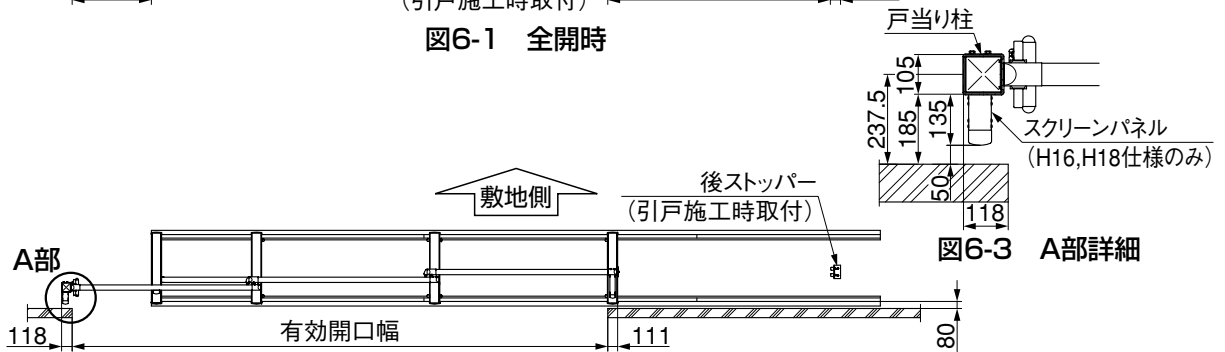 (引戸施工時取付)
図6-1 全開時
戸当り柱
105
237.5
185
135
スクリーンパネル
(H16,H18仕様のみ)
50
118
図6-3 A部詳細
敷地側
後ストッパー
(引戸施工時取付)
A部
118
有効開口幅
111
80